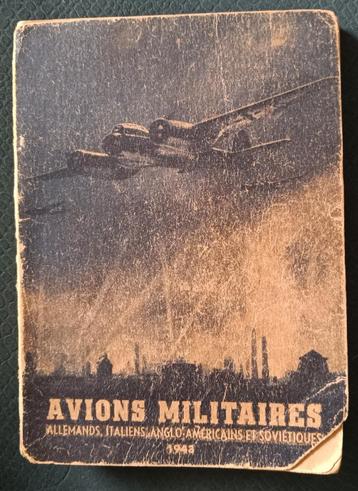 AVIONS MILITAIRES
ALLEMANDS, ITALIENS, ANGLO-AMÉRICAINS ET SOVIÉTIQUES
1943